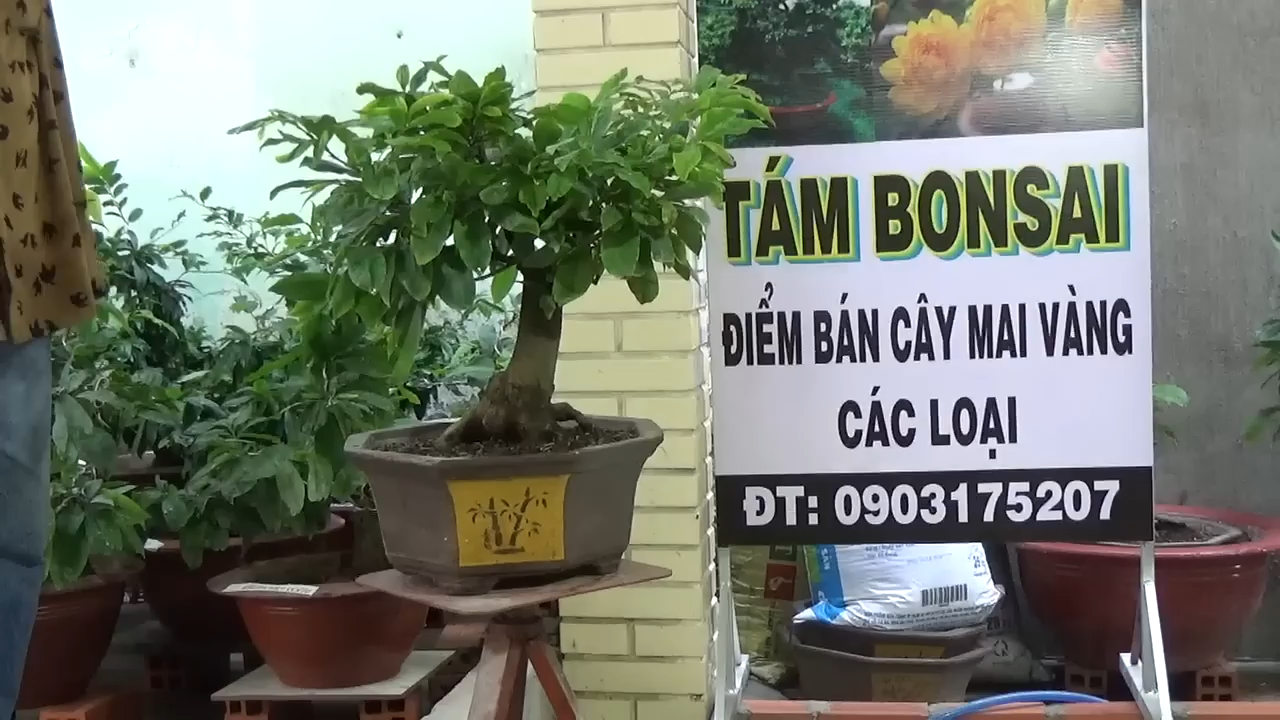 TÁM BONSAI
ĐIỂM BÁN CÂY MAI VÀNG
CÁC LOẠI
ĐT: 0903175207